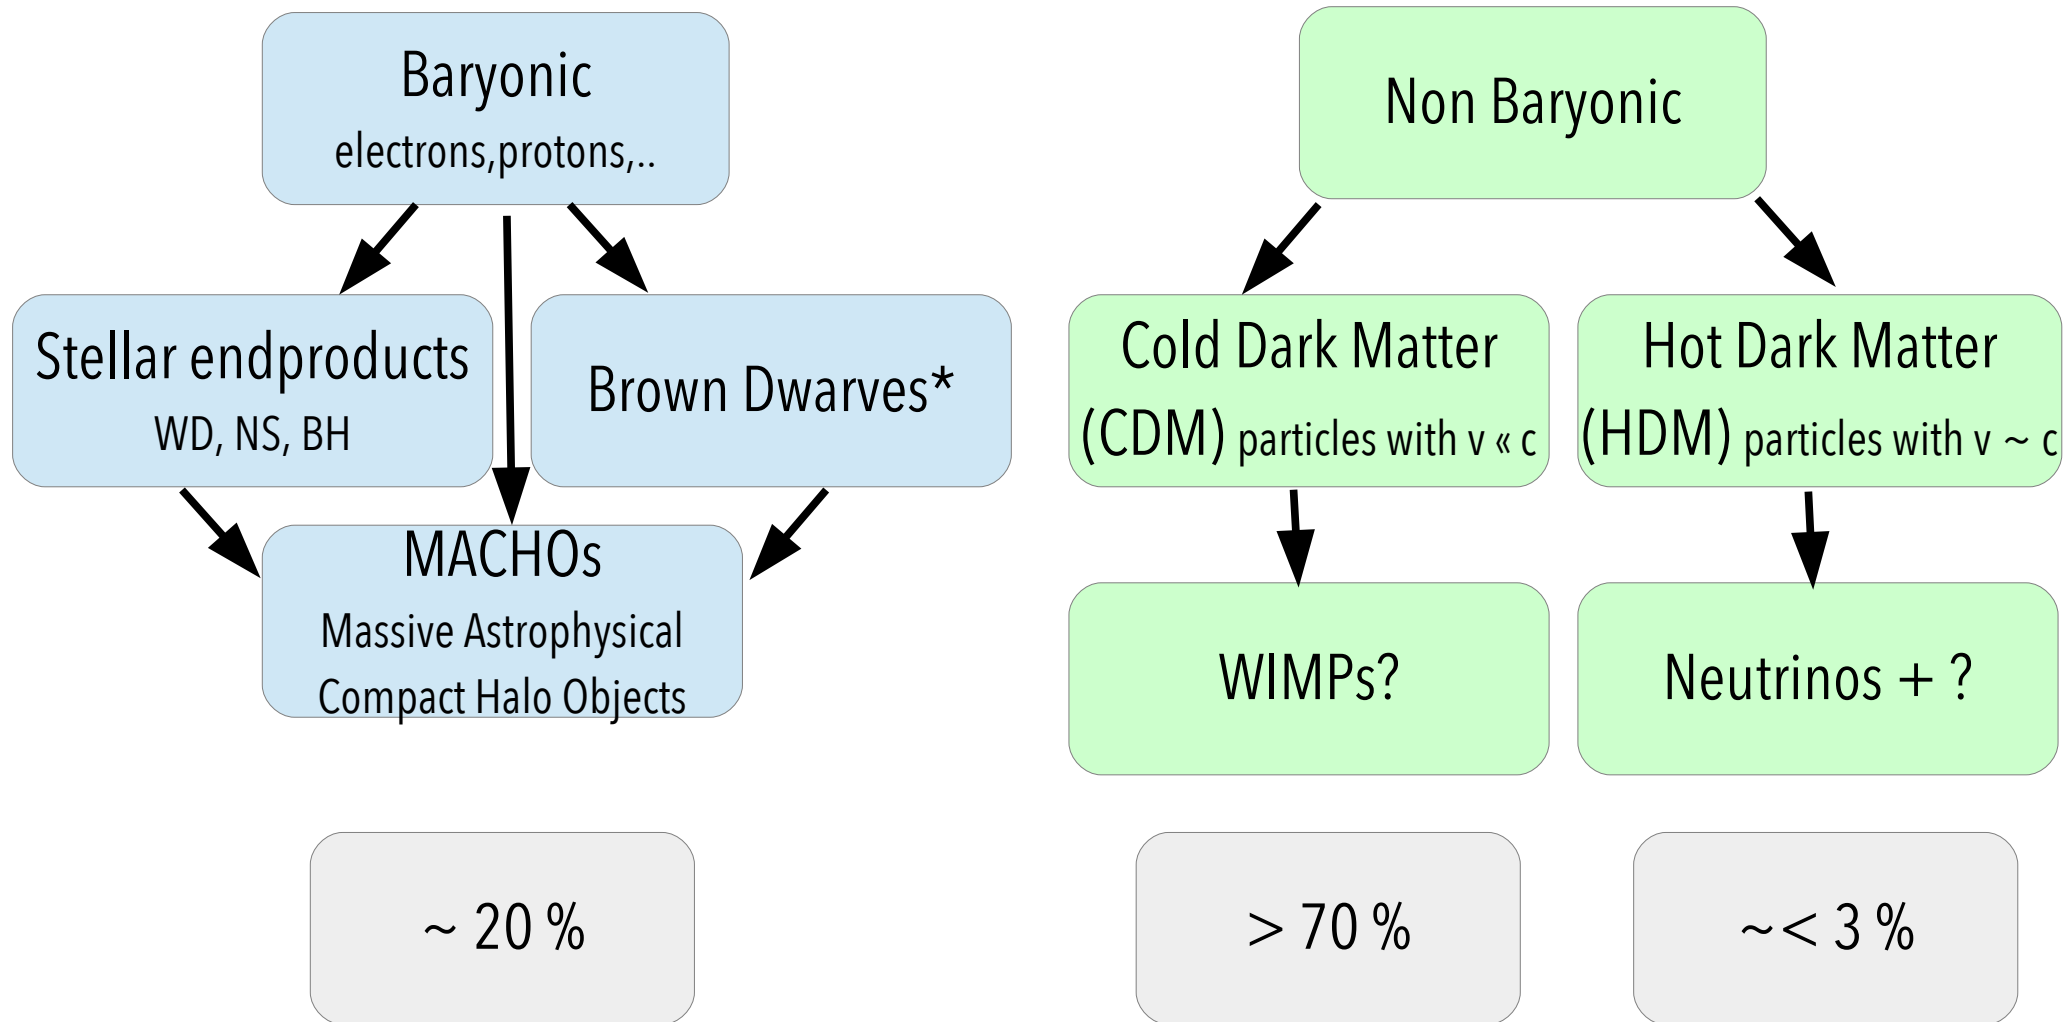 Baryonic
electrons,protons,..
Non Baryonic
Stellar endproducts
WD, NS, BH
Brown Dwarves*
Cold Dark Matter
(CDM) particles with v « c
Hot Dark Matter
(HDM) particles with v ~ c
MACHOs
Massive Astrophysical
Compact Halo Objects
WIMPs?
Neutrinos + ?
~ 20 %
> 70 %
~< 3 %